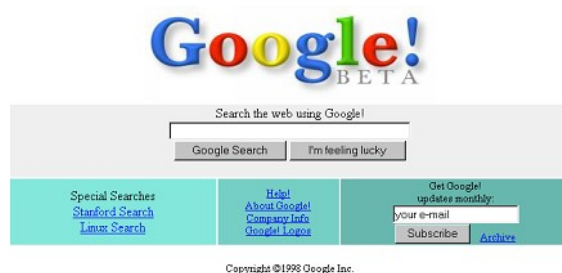 Google!
BETA
Search the web using Google!
Google Search
I'm feeling lucky
Special Searches
Stanford Search
Linux Search
Help!
About Google!
Company Info
Google! Logos
Get Google!
updates monthly:
your e-mail
Subscribe
Archive
Copyright ©1998 Google Inc.